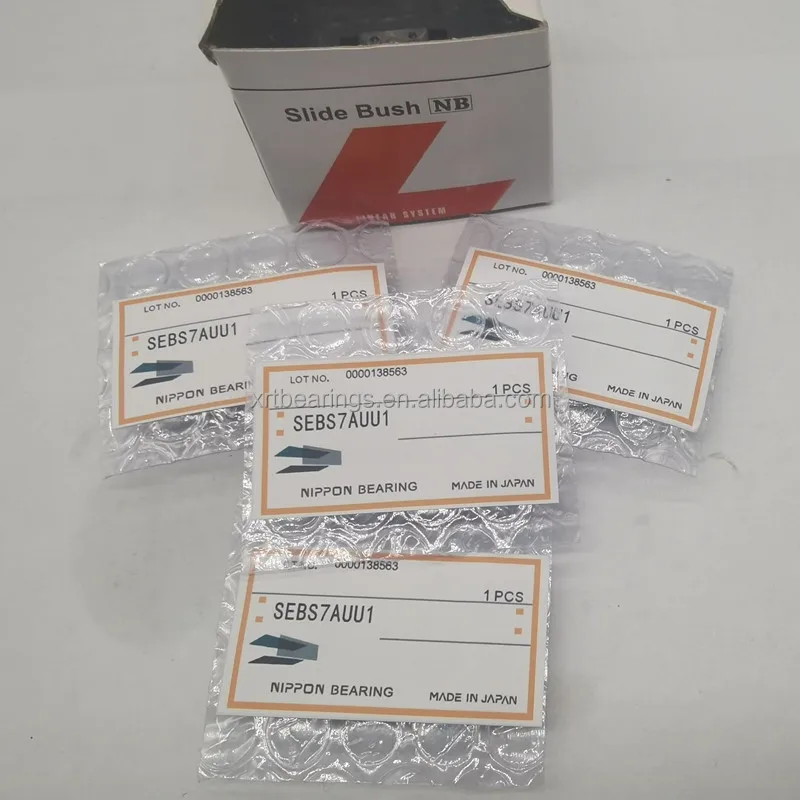 Slide Bush NB
LINEAR SYSTEM
LOT NO. 0000138563
1 PCS
SEBS7AUU1
NIPPON BEARING
LOT NO. 0000138563
1 PCS
SEBS7AUU1
MADE IN JAPAN
LOT NO. 0000138563
1 PCS
SEBS7AUU1
NIPPON BEARING MADE IN JAPAN
xrtbearings.en.alibaba.com
0000138563
1 PCS
SEBS7AUU1
NIPPON BEARING MADE IN JAPAN